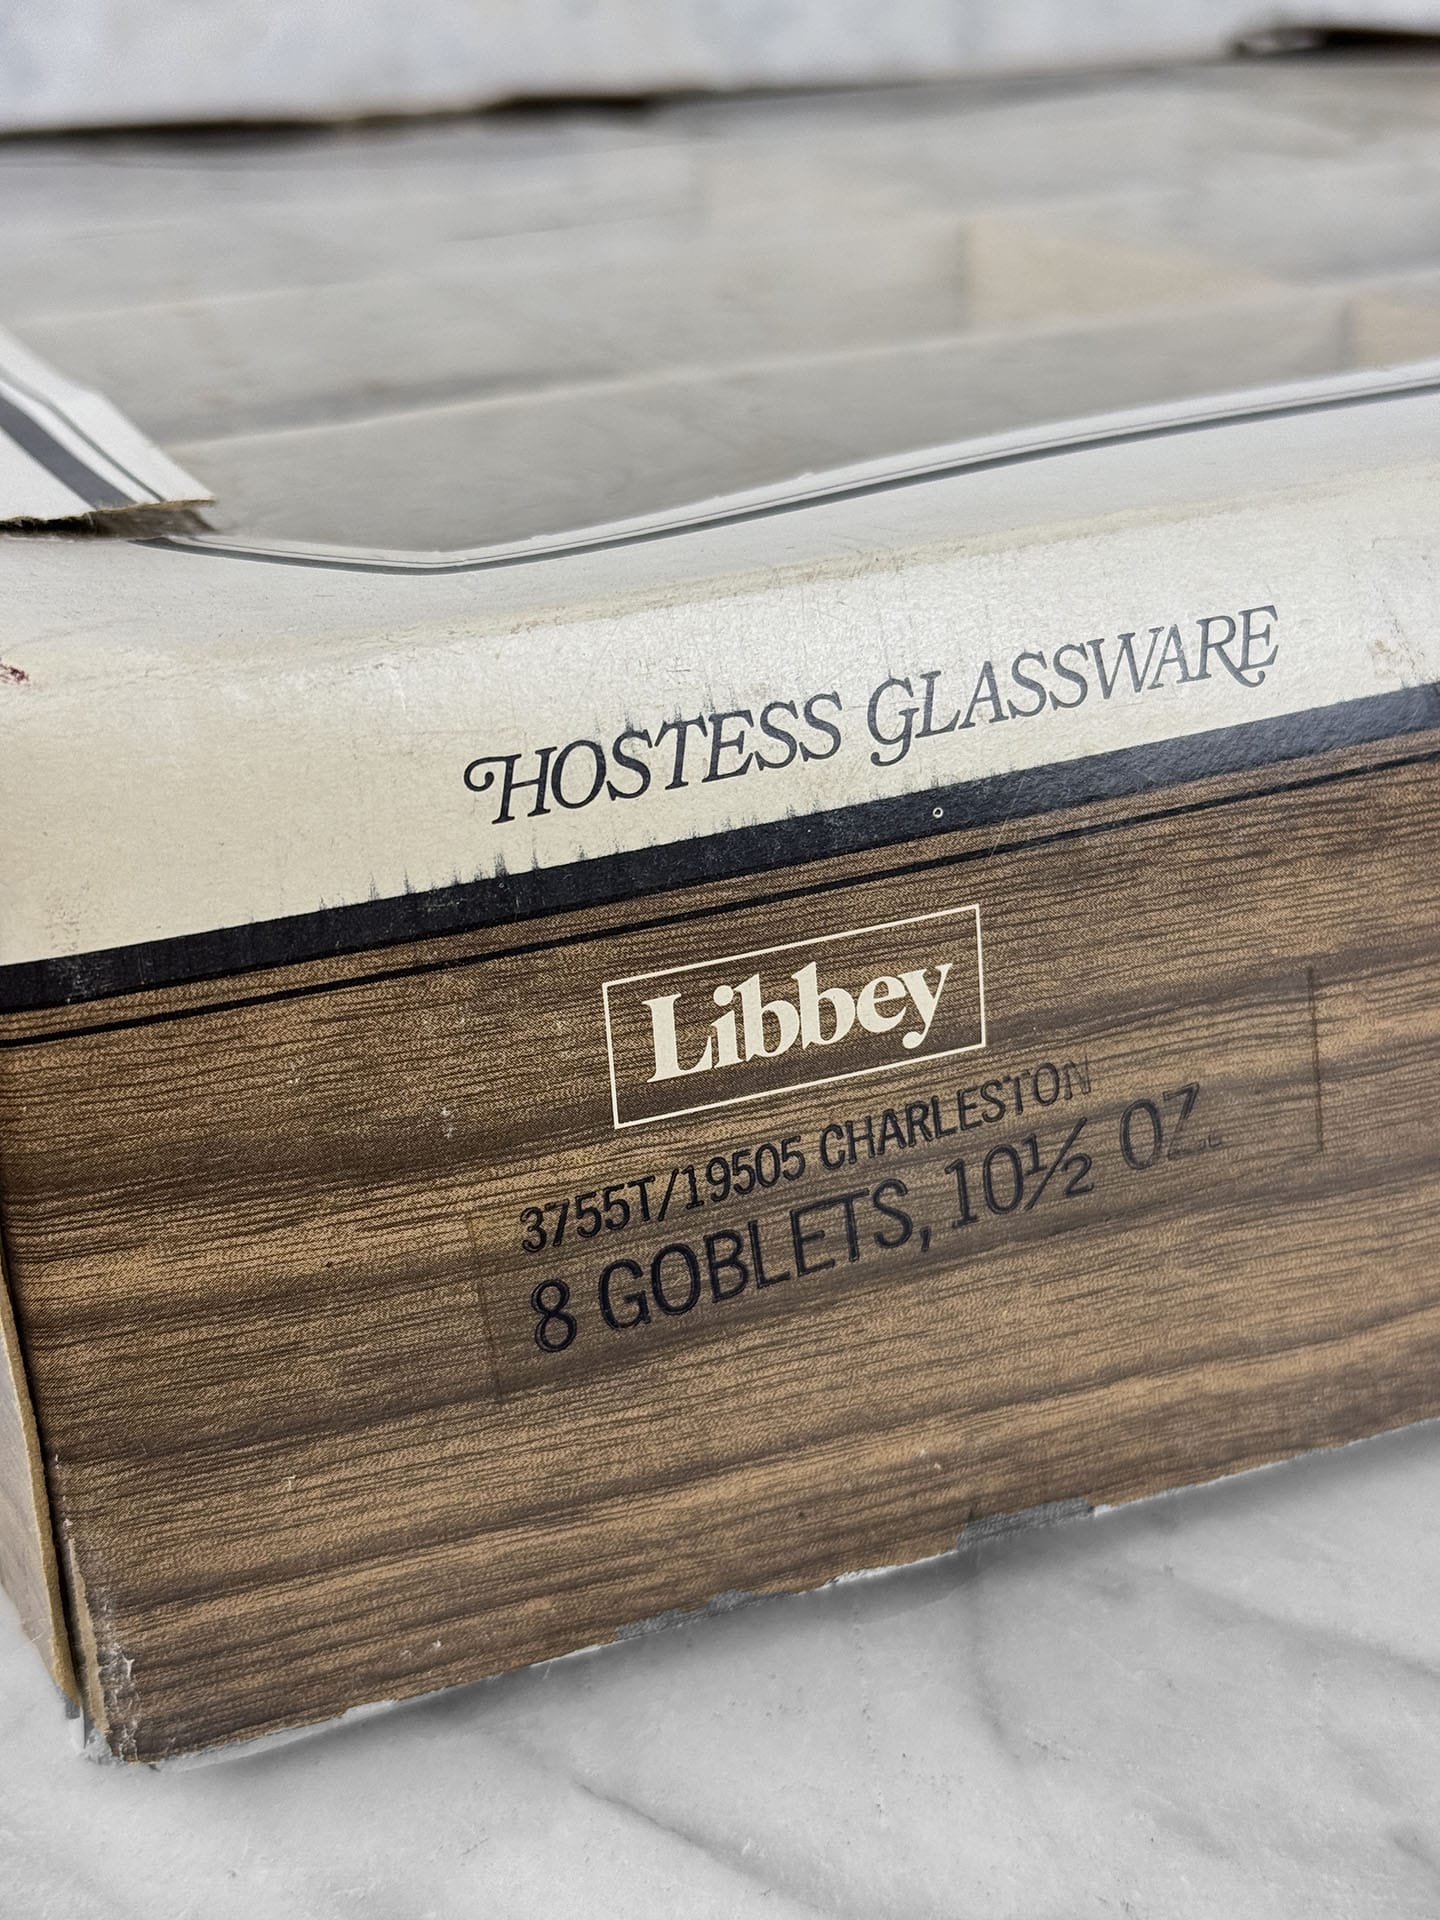 HOSTESS GLASSWARE
Libbey
3755T/19505 CHARLESTON
8 GOBLETS, 10½ OZ.